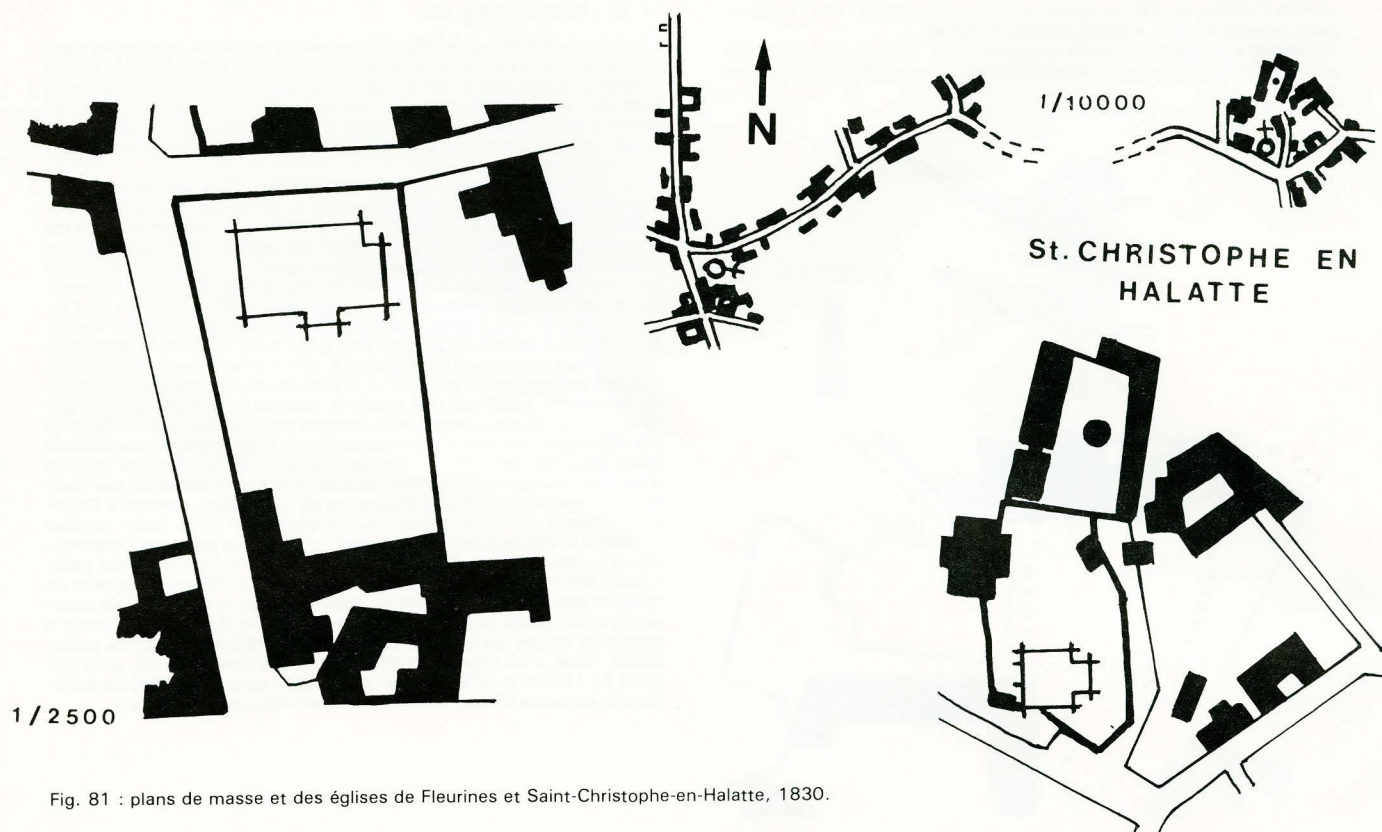 N
1/10000
St. CHRISTOPHE EN
HALATTE
1/2500
Fig. 81 : plans de masse et des églises de Fleurines et Saint-Christophe-en-Halatte, 1830.